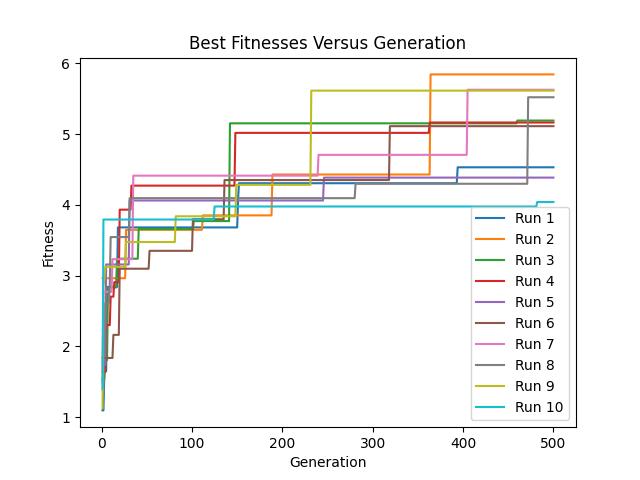 Best Fitnesses Versus Generation
Fitness
6
5
4
3
2
1
0
100
200
300
400
500
Generation
Run 1
Run 2
Run 3
Run 4
Run 5
Run 6
Run 7
Run 8
Run 9
Run 10